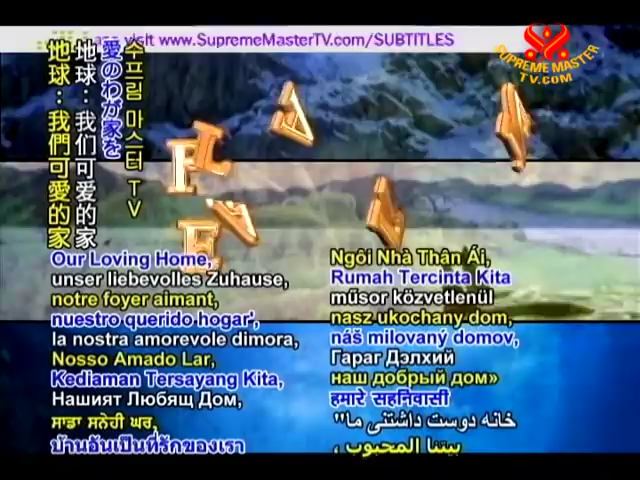 visit www.SupremeMasterTV.com/SUBTITLES
SUPREME MASTER
TV.COM
수프림 마스터 TV
愛のわが家を
地球：我们可爱的家
地球：我們可愛的家
Our Loving Home,
unser liebevolles Zuhause,
notre foyer aimant,
nuestro querido hogar',
la nostra amorevole dimora,
Nosso Amado Lar,
Kediaman Tersayang Kita,
Нашият Любящ Дом,
ਸਾਡਾ ਸਨੇਹੀ ਘਰ,
บ้านอันเป็นที่รักของเรา
Ngôi Nhà Thân Ái,
Rumah Tercinta Kita
műsor közvetlenül
nasz ukochany dom,
náš milovaný domov,
Гараг Дэлхий
наш добрый дом»
हमारे सहनिवासी
خانه دوست داشتنی ما"
بيتنا المحبوب ،